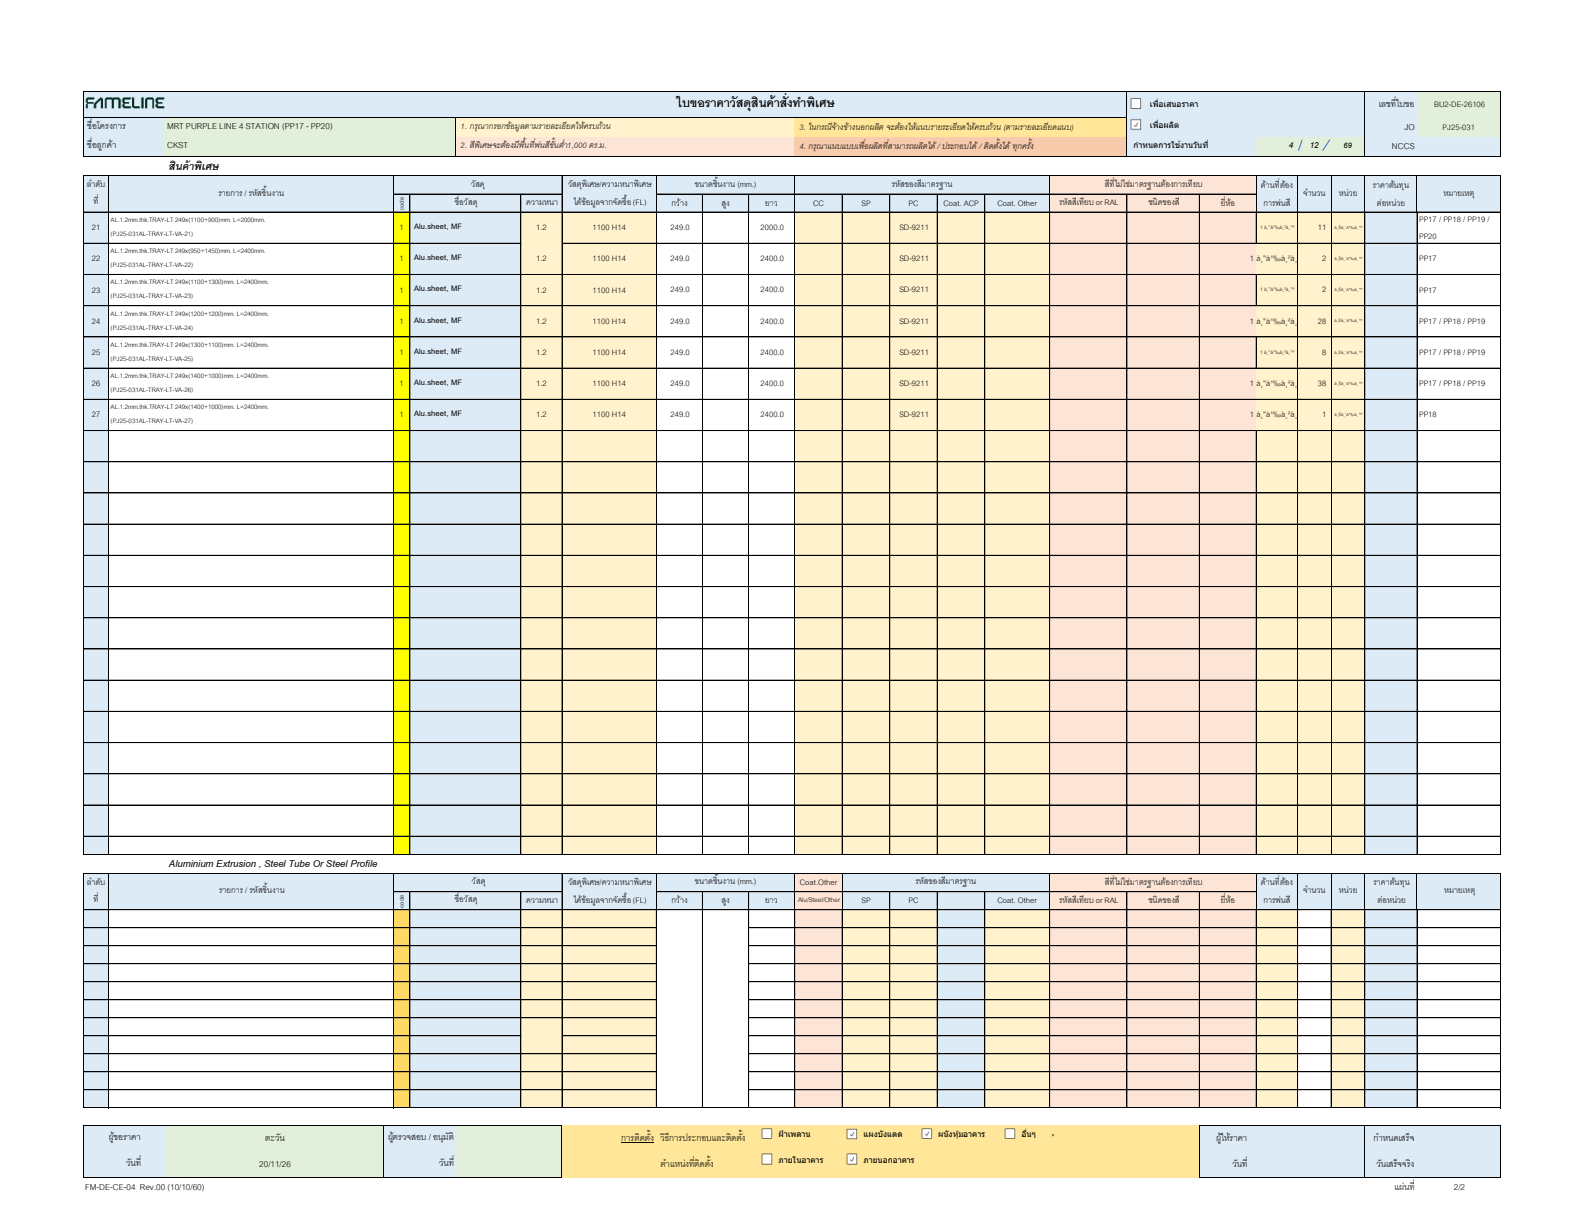 FAMELINE
ใบขอราคาวัสดุสินค้าสั่งทำพิเศษ
เพื่อเสนอราคา
เลขที่ใบขอ BU2-DE-26106
ชื่อโครงการ MRT PURPLE LINE 4 STATION (PP17 - PP20)
1. กรุณากรอกข้อมูลตามรายละเอียดให้ครบถ้วน
3. ในกรณีจ้างช้างนอกผลิต จะต้องให้แนบรายระเอียดให้ครบถ้วน (ตามรายละเอียดแนบ)
เพื่อผลิต
JO PJ25-031
ชื่อลูกค้า CKST
2. สีพิเศษจะต้องมีพื้นที่พ่นสีขั้นต่ำ1,000 ตร.ม.
4. กรุณาแนบแบบเพื่อผลิตที่สามารถผลิตได้ / ประกอบได้ / ติดตั้งได้ ทุกครั้ง
กำหนดการใช้งานวันที่ 4 / 12 / 69
NCCS
สินค้าพิเศษ
ลำดับ รายการ / รหัสชิ้นงาน วัสดุ วัสดุพิเศษ/ความหนาพิเศษ ขนาดชิ้นงาน (mm.) รหัสของสีมาตรฐาน สีที่ไม่ใช่มาตรฐานต้องการเทียบ ด้านที่ต้อง จำนวน หน่วย ราคาต้นทุน หมายเหตุ
ที่ code ชื่อวัสดุ ความหนา ได้ข้อมูลจากจัดซื้อ (FL) กว้าง สูง ยาว CC SP PC Coat. ACP Coat. Other รหัสสีเทียบ or RAL ชนิดของสี ยี่ห้อ การพ่นสี ต่อหน่วย
21 AL.1.2mm.thk.TRAY-LT 249x(1100+900)mm. L=2000mm. 1 Alu.sheet, MF 1.2 1100 H14 249.0 2000.0 SD-9211 11 PP17 / PP18 / PP19 / PP20
(PJ25-031AL-TRAY-LT-VA-21)
22 AL.1.2mm.thk.TRAY-LT 249x(950+1450)mm. L=2400mm. 1 Alu.sheet, MF 1.2 1100 H14 249.0 2400.0 SD-9211 2 PP17
(PJ25-031AL-TRAY-LT-VA-22)
23 AL.1.2mm.thk.TRAY-LT 249x(1100+1300)mm. L=2400mm. 1 Alu.sheet, MF 1.2 1100 H14 249.0 2400.0 SD-9211 2 PP17
(PJ25-031AL-TRAY-LT-VA-23)
24 AL.1.2mm.thk.TRAY-LT 249x(1200+1200)mm. L=2400mm. 1 Alu.sheet, MF 1.2 1100 H14 249.0 2400.0 SD-9211 28 PP17 / PP18 / PP19
(PJ25-031AL-TRAY-LT-VA-24)
25 AL.1.2mm.thk.TRAY-LT 249x(1300+1100)mm. L=2400mm. 1 Alu.sheet, MF 1.2 1100 H14 249.0 2400.0 SD-9211 8 PP17 / PP18 / PP19
(PJ25-031AL-TRAY-LT-VA-25)
26 AL.1.2mm.thk.TRAY-LT 249x(1400+1000)mm. L=2400mm. 1 Alu.sheet, MF 1.2 1100 H14 249.0 2400.0 SD-9211 38 PP17 / PP18 / PP19
(PJ25-031AL-TRAY-LT-VA-26)
27 AL.1.2mm.thk.TRAY-LT 249x(1400+1000)mm. L=2400mm. 1 Alu.sheet, MF 1.2 1100 H14 249.0 2400.0 SD-9211 1 PP18
(PJ25-031AL-TRAY-LT-VA-27)
Aluminium Extrusion , Steel Tube Or Steel Profile
ลำดับ รายการ / รหัสชิ้นงาน วัสดุ วัสดุพิเศษ/ความหนาพิเศษ ขนาดชิ้นงาน (mm.) Coat.Other รหัสของสีมาตรฐาน สีที่ไม่ใช่มาตรฐานต้องการเทียบ ด้านที่ต้อง จำนวน หน่วย ราคาต้นทุน หมายเหตุ
ที่ code ชื่อวัสดุ ความหนา ได้ข้อมูลจากจัดซื้อ (FL) กว้าง สูง ยาว Alu/Steel/Other SP PC Coat. Other รหัสสีเทียบ or RAL ชนิดของสี ยี่ห้อ การพ่นสี ต่อหน่วย
ผู้ขอราคา ตะวัน ผู้ตรวจสอบ / อนุมัติ การติดตั้ง วิธีการประกอบและติดตั้ง ฝ้าเพดาน แผงบังแดด ผนังหุ้มอาคาร อื่นๆ ผู้ให้ราคา กำหนดเสร็จ
วันที่ 20/11/26 วันที่ ตำแหน่งที่ติดตั้ง ภายในอาคาร ภายนอกอาคาร วันที่ วันเสร็จจริง
FM-DE-CE-04 Rev.00 (10/10/60) แผ่นที่ 2/2